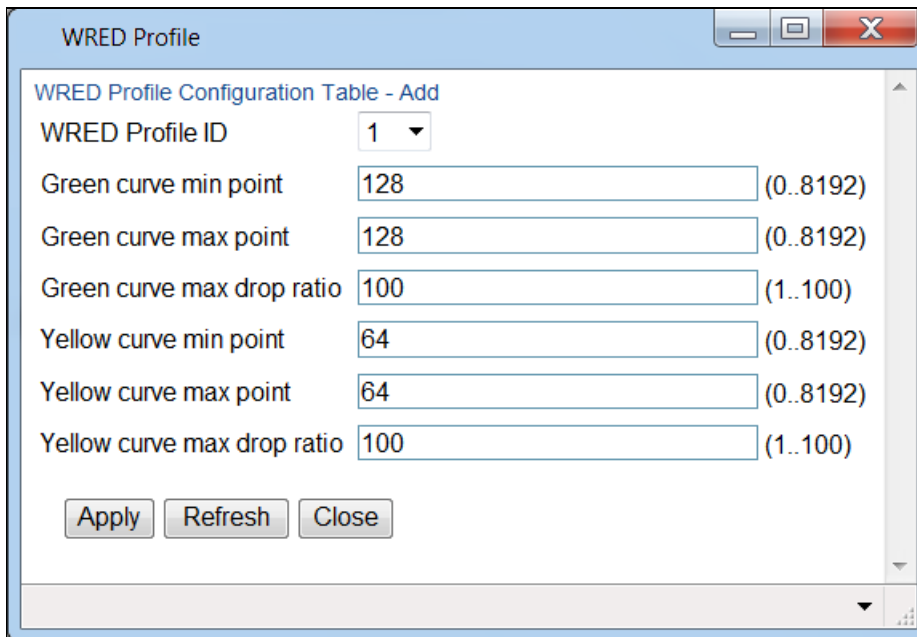 WRED Profile
WRED Profile Configuration Table - Add
WRED Profile ID 1
Green curve min point 128 (0..8192)
Green curve max point 128 (0..8192)
Green curve max drop ratio 100 (1..100)
Yellow curve min point 64 (0..8192)
Yellow curve max point 64 (0..8192)
Yellow curve max drop ratio 100 (1..100)
Apply Refresh Close